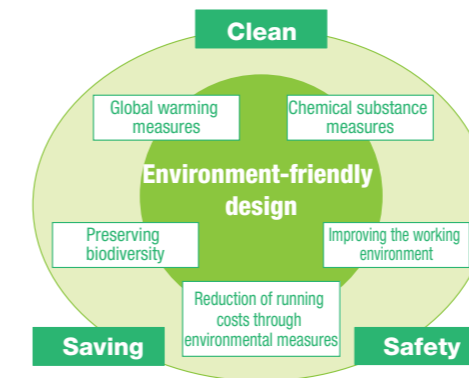 Clean
Global warming
measures
Chemical substance
measures
Environment-friendly
design
Preserving
biodiversity
Improving the working
environment
Reduction of running
costs through
environmental measures
Saving
Safety